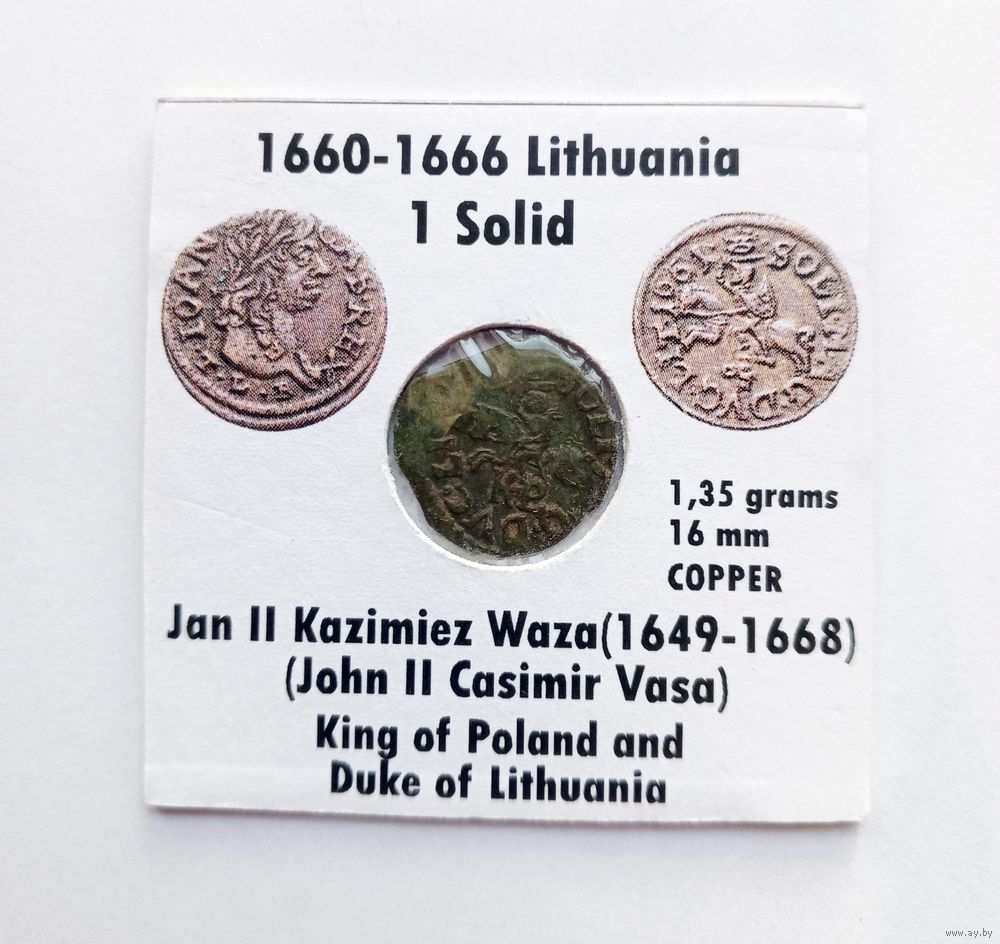 1660-1666 Lithuania
1 Solid
1,35 grams
16 mm
COPPER
Jan II Kazimiez Waza(1649-1668)
(John II Casimir Vasa)
King of Poland and
Duke of Lithuania
www.ay.by